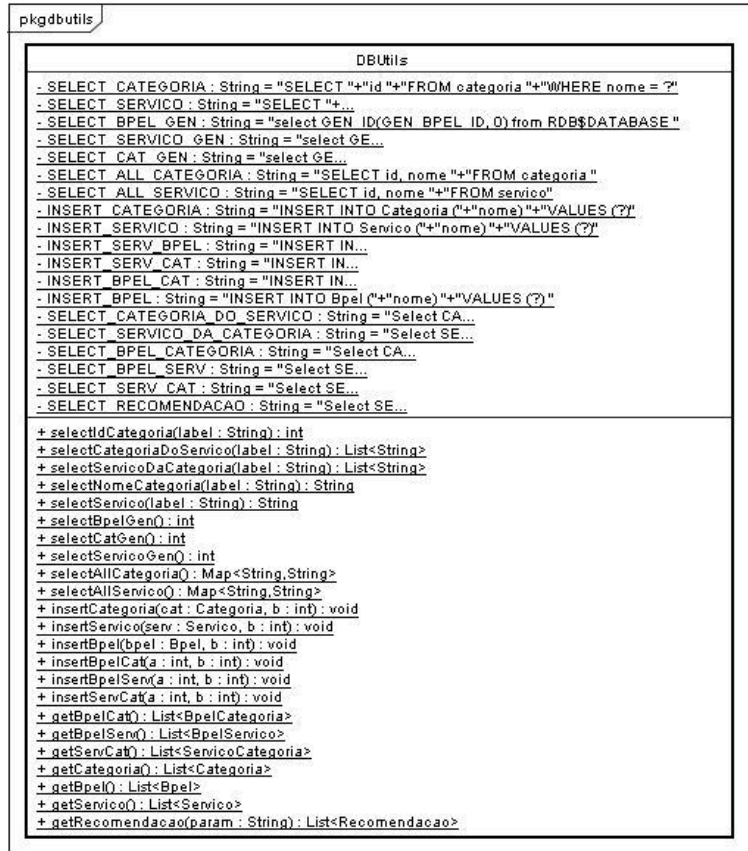 pkgdbutils
DBUtils
- SELECT_CATEGORIA : String = "SELECT "+"id "+"FROM categoria "+"WHERE nome = ?"
- SELECT_SERVICO : String = "SELECT "+...
- SELECT_BPEL_GEN : String = "select GEN_ID(GEN_BPEL_ID, 0) from RDB$DATABASE "
- SELECT_SERVICO_GEN : String = "select GE...
- SELECT_CAT_GEN : String = "select GE...
- SELECT_ALL_CATEGORIA : String = "SELECT id, nome "+"FROM categoria "
- SELECT_ALL_SERVICO : String = "SELECT id, nome "+"FROM servico"
- INSERT_CATEGORIA : String = "INSERT INTO Categoria ("+"nome) "+"VALUES (?)"
- INSERT_SERVICO : String = "INSERT INTO Servico ("+"nome) "+"VALUES (?)"
- INSERT_SERV_BPEL : String = "INSERT IN...
- INSERT_SERV_CAT : String = "INSERT IN...
- INSERT_BPEL_CAT : String = "INSERT IN...
- INSERT_BPEL : String = "INSERT INTO Bpel ("+"nome) "+"VALUES (?) "
- SELECT_CATEGORIA_DO_SERVICO : String = "Select CA...
- SELECT_SERVICO_DA_CATEGORIA : String = "Select SE...
- SELECT_BPEL_CATEGORIA : String = "Select CA...
- SELECT_BPEL_SERV : String = "Select SE...
- SELECT_SERV_CAT : String = "Select SE...
- SELECT_RECOMENDACAO : String = "Select SE...
+ selectIdCategoria(label : String) : int
+ selectCategoriaDoServico(label : String) : List<String>
+ selectServicoDaCategoria(label : String) : List<String>
+ selectNomeCategoria(label : String) : String
+ selectServico(label : String) : String
+ selectBpelGen() : int
+ selectCatGen() : int
+ selectServicoGen() : int
+ selectAllCategoria() : Map<String,String>
+ selectAllServico() : Map<String,String>
+ insertCategoria(cat : Categoria, b : int) : void
+ insertServico(serv : Servico, b : int) : void
+ insertBpel(bpel : Bpel, b : int) : void
+ insertBpelCat(a : int, b : int) : void
+ insertBpelServ(a : int, b : int) : void
+ insertServCat(a : int, b : int) : void
+ getBpelCat() : List<BpelCategoria>
+ getBpelServ() : List<BpelServico>
+ getServCat() : List<ServicoCategoria>
+ getCategoria() : List<Categoria>
+ getBpel() : List<Bpel>
+ getServico() : List<Servico>
+ getRecomendacao(param : String) : List<Recomendacao>